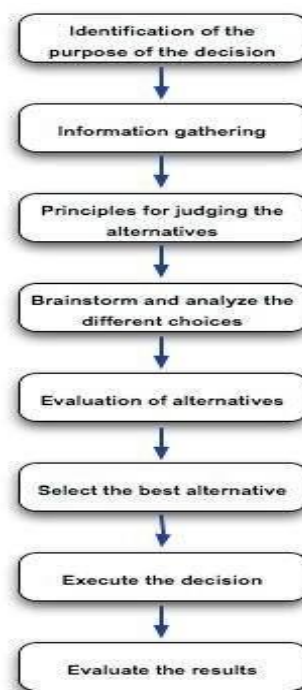 Identification of the
purpose of the decision
Information gathering
Principles for judging the
alternatives
Brainstorm and analyze the
different choices
Evaluation of alternatives
Select the best alternative
Execute the decision
Evaluate the results